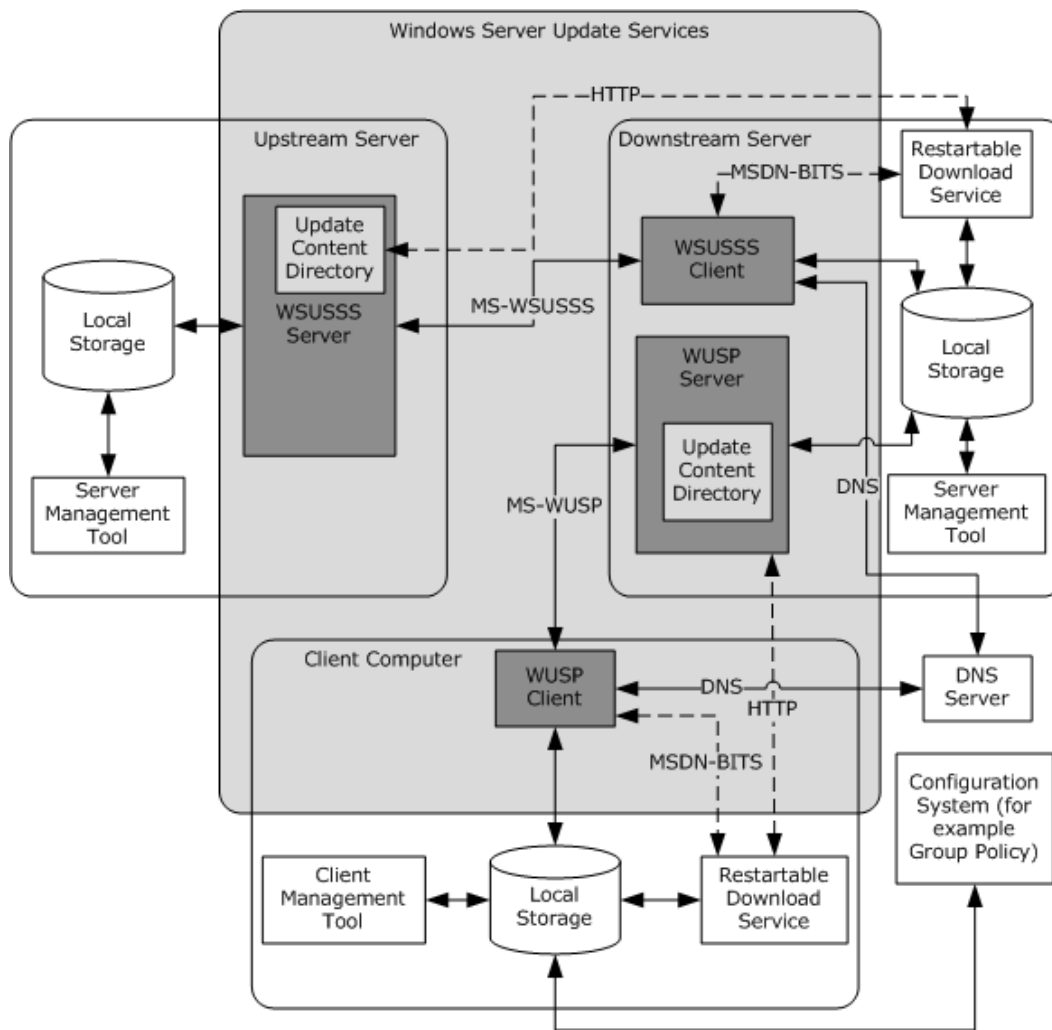 Windows Server Update Services
HTTP
Upstream Server
Downstream Server
Restartable
Download
Service
MSDN-BITS
Update
Content
Directory
WSUSSS
Client
WSUSSS
Server
MS-WSUSSS
Local
Storage
WUSP
Server
Local
Storage
Update
Content
Directory
DNS
Server
Management
Tool
MS-WUSP
Server
Management
Tool
Client Computer
WUSP
Client
DNS
DNS
Server
HTTP
MSDN-BITS
Configuration
System (for
example
Group Policy)
Client
Management
Tool
Local
Storage
Restartable
Download
Service